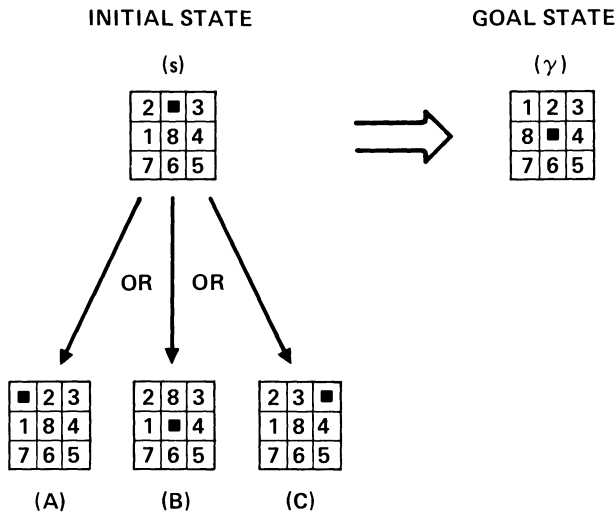 INITIAL STATE GOAL STATE
(s) (γ)
2 ■ 3 1 2 3
1 8 4 8 ■ 4
7 6 5 7 6 5
OR OR
■ 2 3 2 8 3 2 3 ■
1 8 4 1 ■ 4 1 8 4
7 6 5 7 6 5 7 6 5
(A) (B) (C)